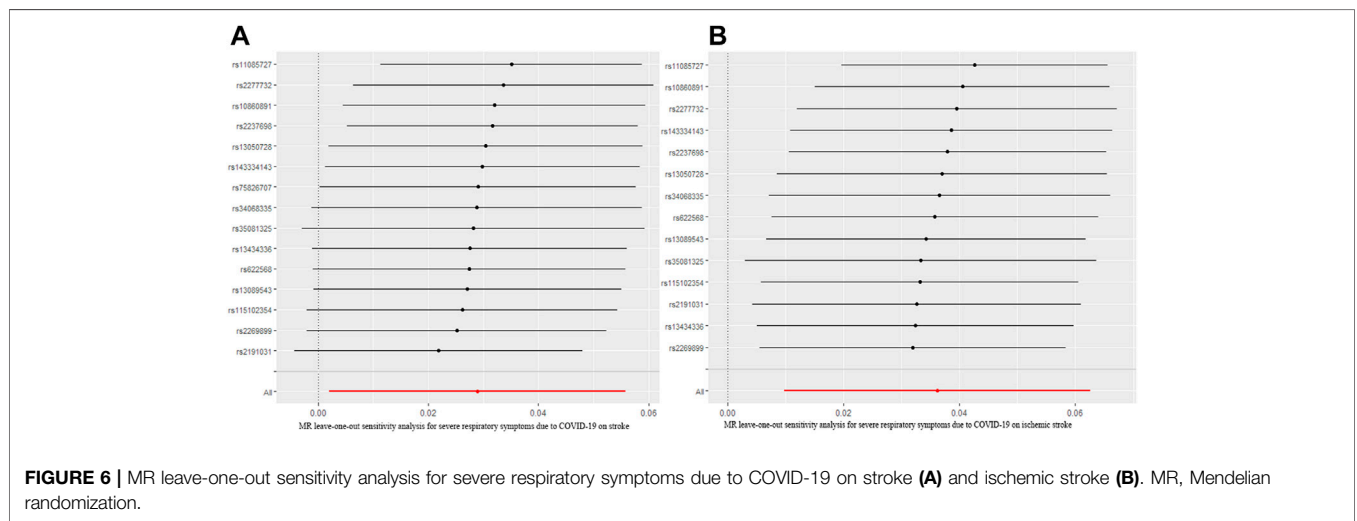 A
rs11085727
rs2277732
rs10860891
rs2237698
rs13050728
rs143334143
rs75826707
rs34068335
rs35081325
rs13434336
rs622568
rs13089543
rs115102354
rs2269899
rs2191031
All
0.00 0.02 0.04 0.06
MR leave-one-out sensitivity analysis for severe respiratory symptoms due to COVID-19 on stroke
B
rs11085727
rs10860891
rs2277732
rs143334143
rs2237698
rs13050728
rs34068335
rs622568
rs13089543
rs35081325
rs115102354
rs2191031
rs13434336
rs2269899
All
0.00 0.02 0.04 0.06
MR leave-one-out sensitivity analysis for severe respiratory symptoms due to COVID-19 on ischemic stroke
FIGURE 6 | MR leave-one-out sensitivity analysis for severe respiratory symptoms due to COVID-19 on stroke (A) and ischemic stroke (B). MR, Mendelian
randomization.